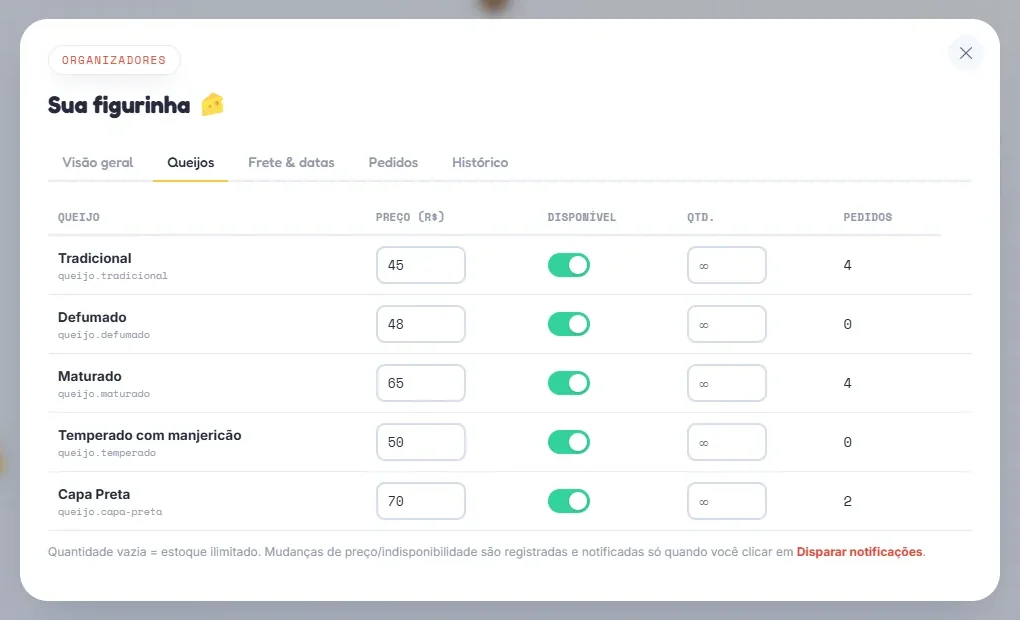 ORGANIZADORES
Sua figurinha 🧀
Visão geral Queijos Frete & datas Pedidos Histórico
QUEIJO PREÇO (R$) DISPONÍVEL QTD. PEDIDOS
Tradicional 45 ∞ 4
queijo.tradicional
Defumado 48 ∞ 0
queijo.defumado
Maturado 65 ∞ 4
queijo.maturado
Temperado com manjericão 50 ∞ 0
queijo.temperado
Capa Preta 70 ∞ 2
queijo.capa-preta
Quantidade vazia = estoque ilimitado. Mudanças de preço/indisponibilidade são registradas e notificadas só quando você clicar em Disparar notificações.